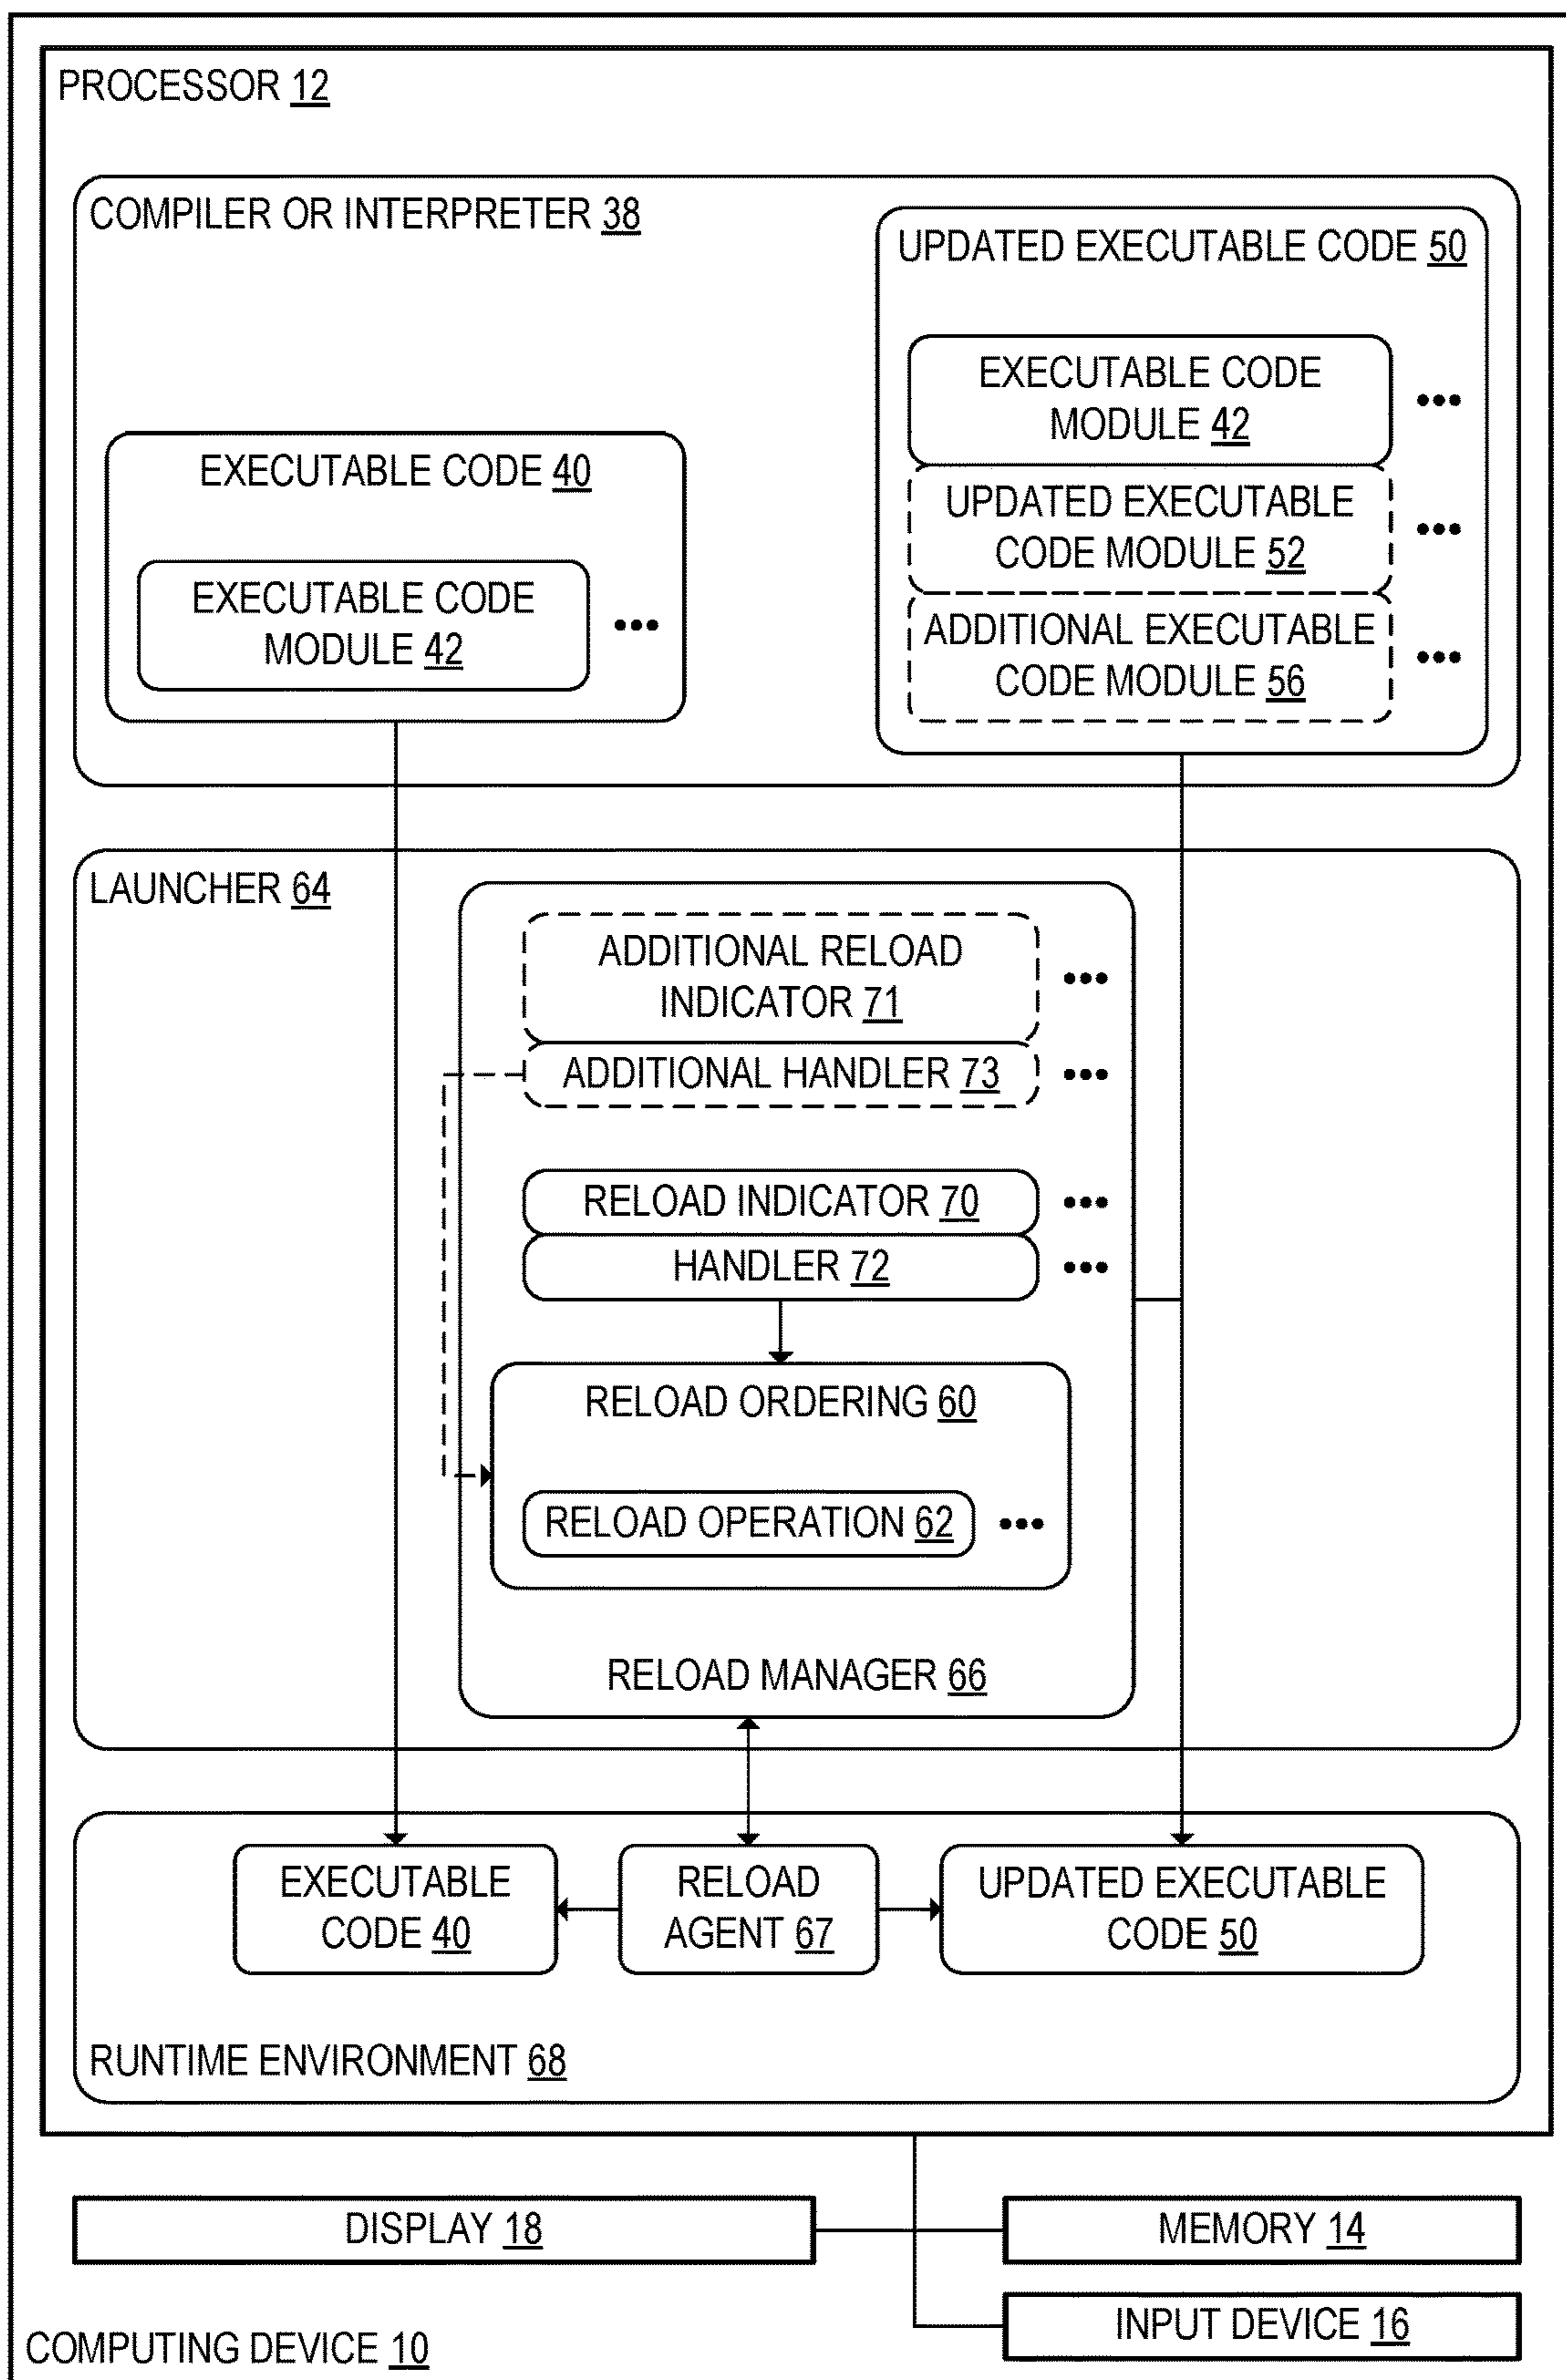 PROCESSOR 12
COMPILER OR INTERPRETER 38
UPDATED EXECUTABLE CODE 50
EXECUTABLE CODE
MODULE 42
UPDATED EXECUTABLE
CODE MODULE 52
ADDITIONAL EXECUTABLE
CODE MODULE 56
EXECUTABLE CODE 40
EXECUTABLE CODE
MODULE 42
LAUNCHER 64
ADDITIONAL RELOAD
INDICATOR 71
ADDITIONAL HANDLER 73
RELOAD INDICATOR 70
HANDLER 72
RELOAD ORDERING 60
RELOAD OPERATION 62
RELOAD MANAGER 66
EXECUTABLE
CODE 40
RELOAD
AGENT 67
UPDATED EXECUTABLE
CODE 50
RUNTIME ENVIRONMENT 68
DISPLAY 18
MEMORY 14
INPUT DEVICE 16
COMPUTING DEVICE 10